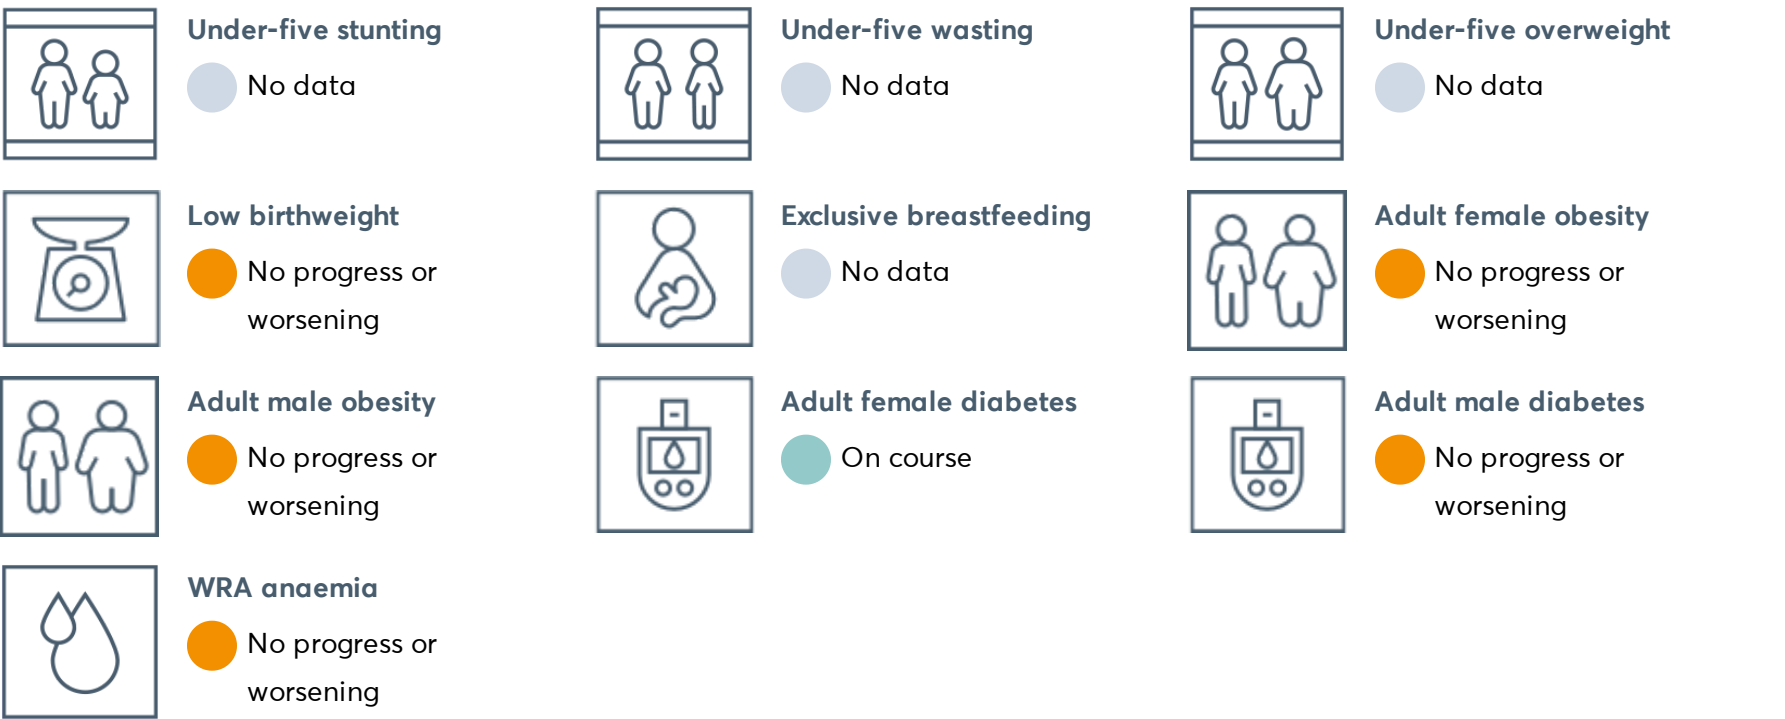 Under-five stunting
No data
Under-five wasting
No data
Under-five overweight
No data
Low birthweight
No progress or
worsening
Exclusive breastfeeding
No data
Adult female obesity
No progress or
worsening
Adult male obesity
No progress or
worsening
Adult female diabetes
On course
Adult male diabetes
No progress or
worsening
WRA anaemia
No progress or
worsening